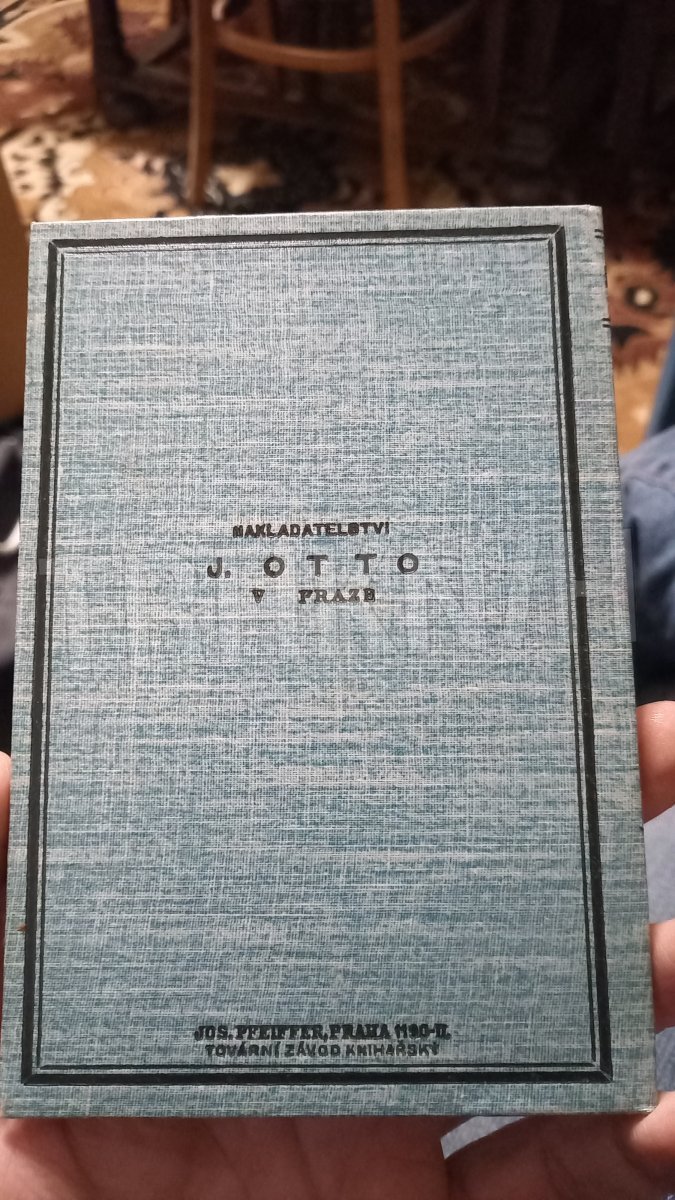 NAKLADATELSTVÍ
J. OTTO
V PRAZE
JOS. PFEIFFER, PRAHA 1190-II.
TOVÁRNÍ ZÁVOD KNIHAŘSKÝ